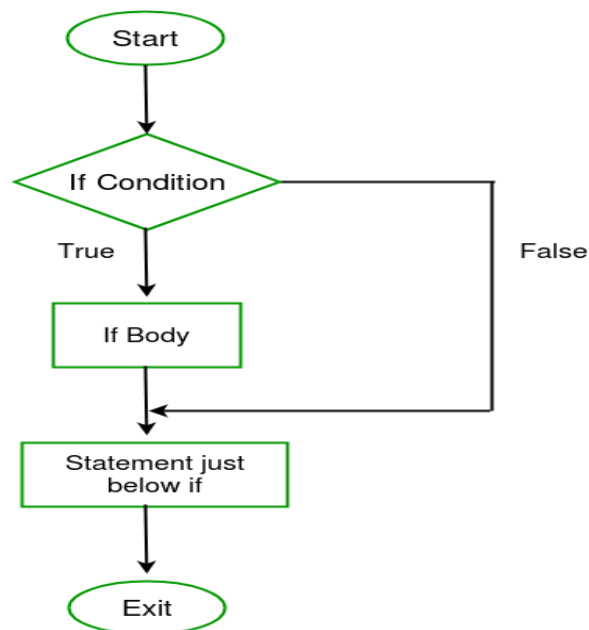 Start
If Condition
True
False
If Body
Statement just
below if
Exit